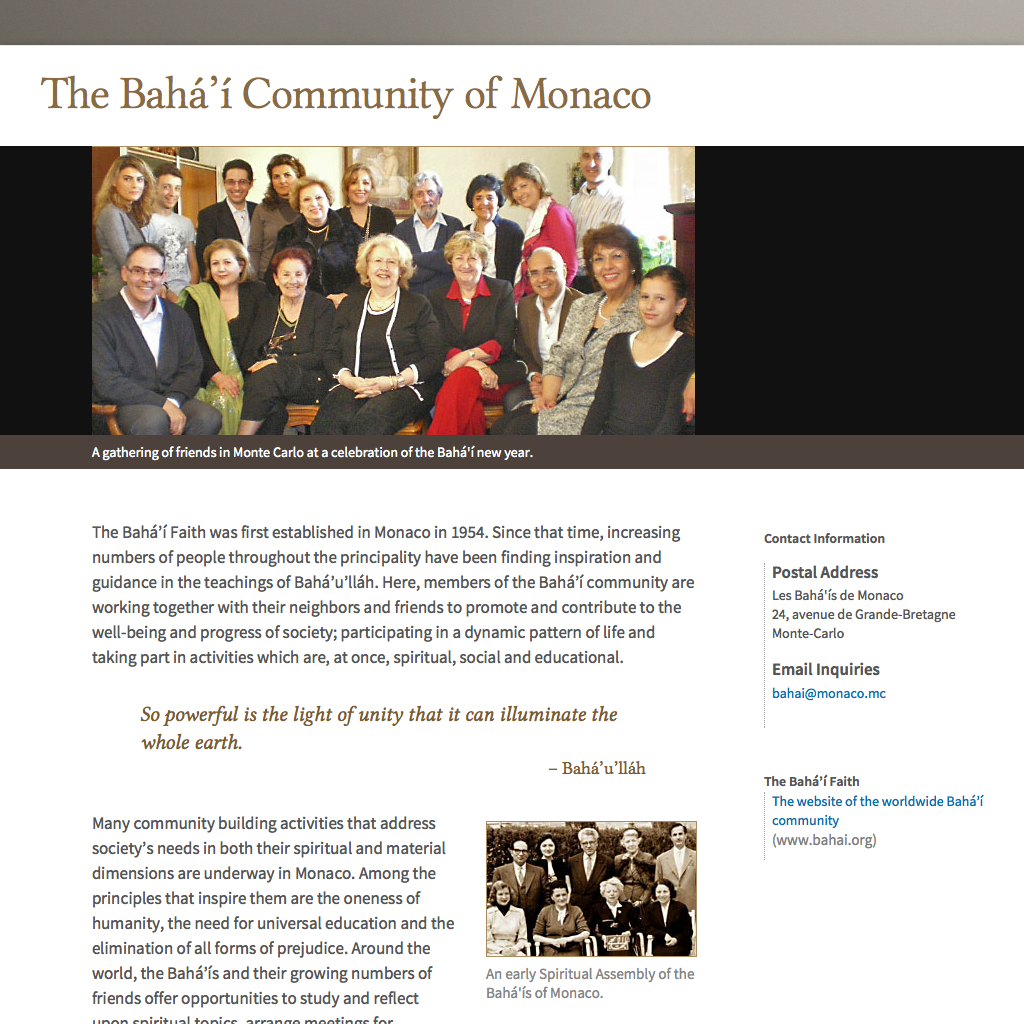 The Bahá’í Community of Monaco
A gathering of friends in Monte Carlo at a celebration of the Bahá'í new year.
The Bahá’í Faith was first established in Monaco in 1954. Since that time, increasing
numbers of people throughout the principality have been finding inspiration and
guidance in the teachings of Bahá’u’lláh. Here, members of the Bahá’í community are
working together with their neighbors and friends to promote and contribute to the
well-being and progress of society; participating in a dynamic pattern of life and
taking part in activities which are, at once, spiritual, social and educational.
So powerful is the light of unity that it can illuminate the
whole earth.
– Bahá’u’lláh
Many community building activities that address
society’s needs in both their spiritual and material
dimensions are underway in Monaco. Among the
principles that inspire them are the oneness of
humanity, the need for universal education and the
elimination of all forms of prejudice. Around the
world, the Bahá’ís and their growing numbers of
friends offer opportunities to study and reflect
upon spiritual topics, arrange meetings for
An early Spiritual Assembly of the
Bahá'ís of Monaco.
Contact Information
Postal Address
Les Bahá'ís de Monaco
24, avenue de Grande-Bretagne
Monte-Carlo
Email Inquiries
bahai@monaco.mc
The Bahá’í Faith
The website of the worldwide Bahá’í
community
(www.bahai.org)